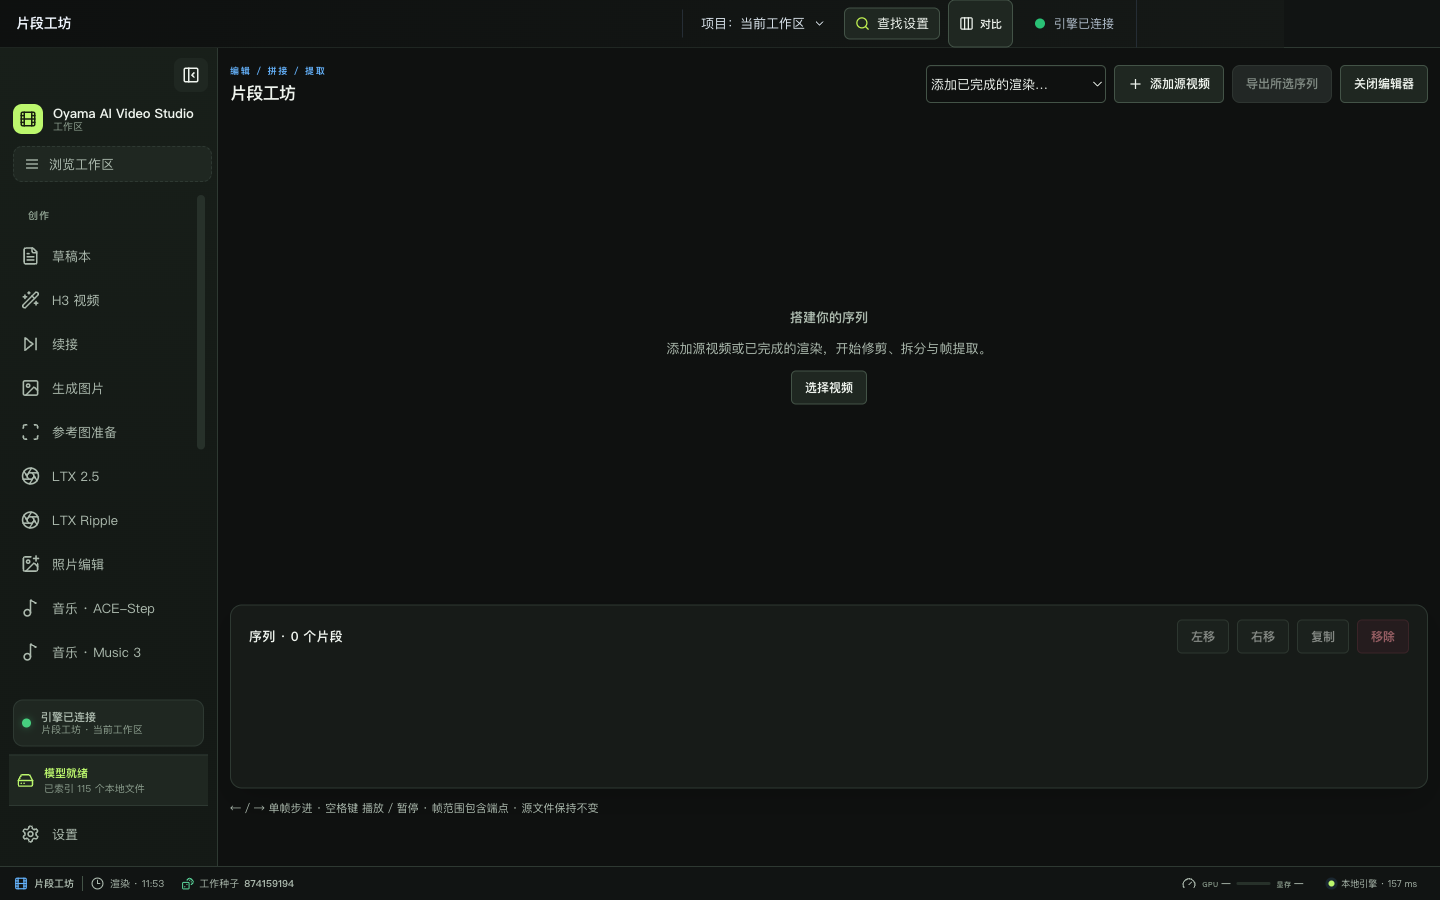 片段工坊
项目: 当前工作区
查找设置
对比
引擎已连接
Oyama AI Video Studio
工作区
浏览工作区
创作
草稿本
H3 视频
续接
生成图片
参考图准备
LTX 2.5
LTX Ripple
照片编辑
音乐 · ACE-Step
音乐 · Music 3
引擎已连接
片段工坊 · 当前工作区
模型就绪
已索引 115 个本地文件
设置
编辑 / 拼接 / 提取
片段工坊
添加已完成的渲染...
添加源视频
导出所选序列
关闭编辑器
搭建你的序列
添加源视频或已完成的渲染，开始修剪、拆分与帧提取。
选择视频
序列 · 0 个片段
左移
右移
复制
移除
← / → 单帧步进 · 空格键 播放 / 暂停 · 帧范围包含端点 · 源文件保持不变
片段工坊
渲染 · 11:53
工作种子 874159194
GPU —
显存 —
本地引擎 · 157 ms